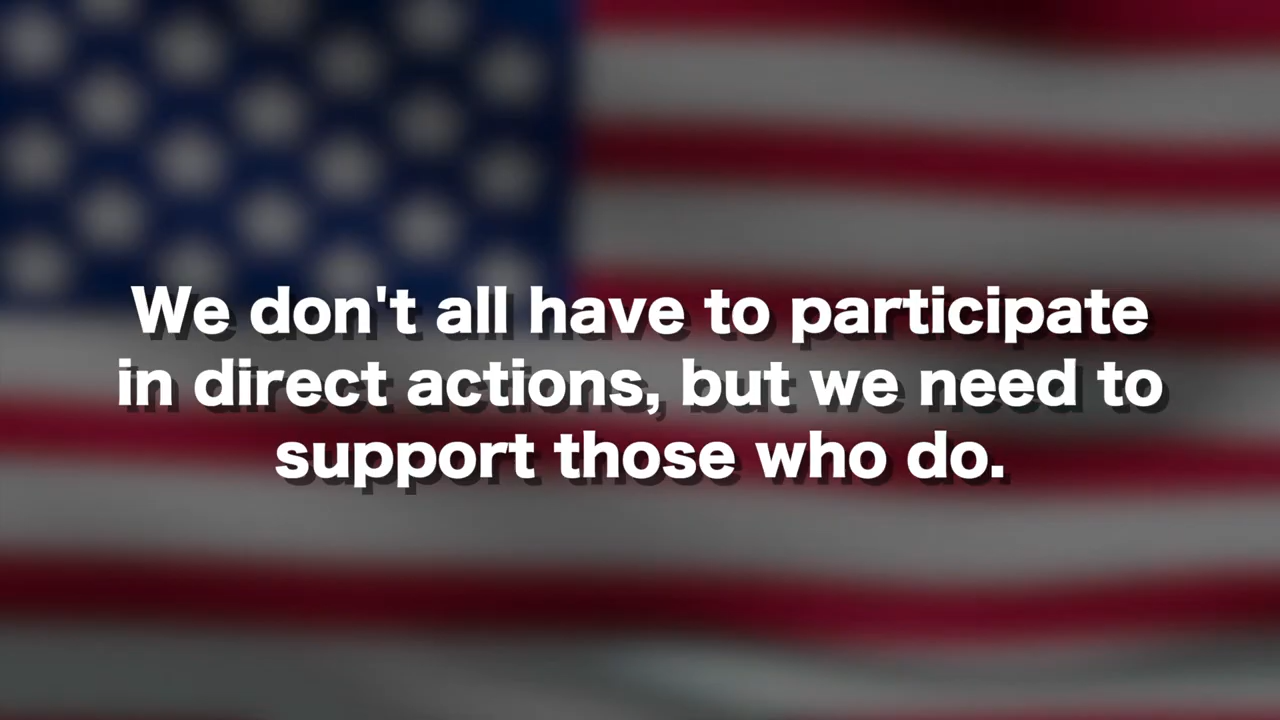 We don't all have to participate
in direct actions, but we need to
support those who do.